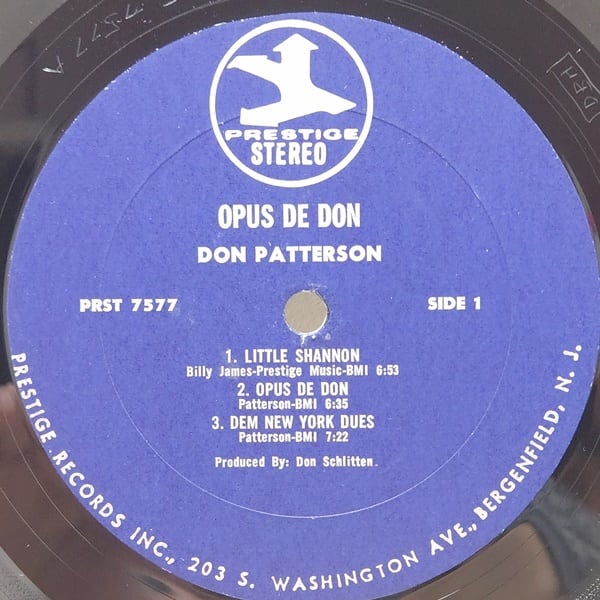 PRESTIGE
STEREO
OPUS DE DON
DON PATTERSON
PRST 7577
SIDE 1
1. LITTLE SHANNON
Billy James-Prestige Music-BMI 6:53
2. OPUS DE DON
Patterson-BMI 6:35
3. DEM NEW YORK DUES
Patterson-BMI 7:22
Produced By: Don Schlitten.
PRESTIGE RECORDS INC., 203 S. WASHINGTON AVE., BERGENFIELD, N. J.